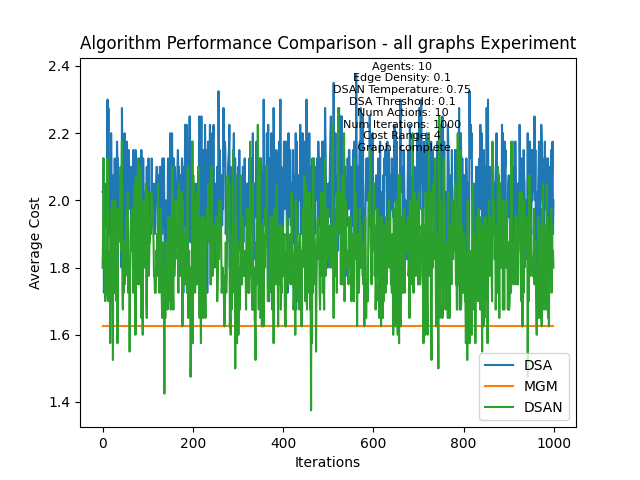 Algorithm Performance Comparison - all graphs Experiment
Agents: 10
Edge Density: 0.1
DSAN Temperature: 0.75
DSA Threshold: 0.1
Num Actions: 10
Num Iterations: 1000
Cost Range: 4
Graph: complete
2.4
2.2
2.0
1.8
1.6
1.4
Average Cost
0
200
400
600
800
1000
Iterations
DSA
MGM
DSAN